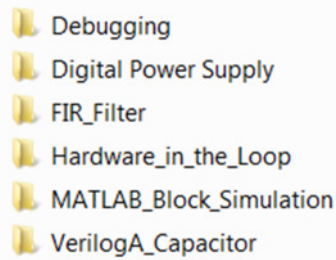 Debugging
Digital Power Supply
FIR_Filter
Hardware_in_the_Loop
MATLAB_Block_Simulation
VerilogA_Capacitor